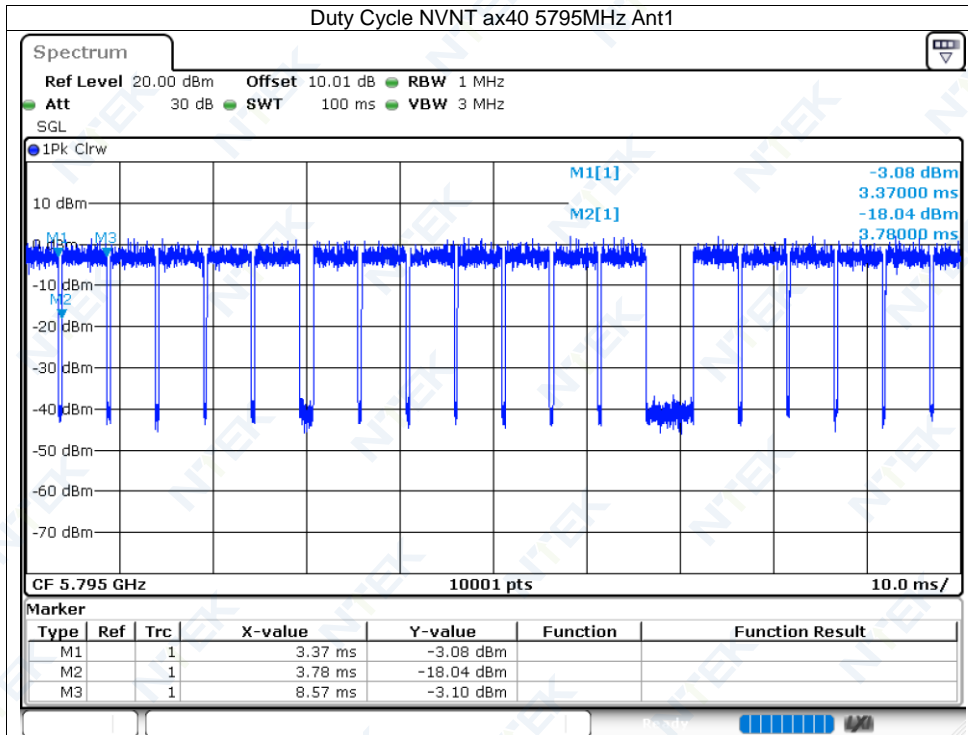 Duty Cycle NVNT ax40 5795MHz Ant1
Spectrum
Ref Level 20.00 dBm Offset 10.01 dB RBW 1 MHz
Att 30 dB SWT 100 ms VBW 3 MHz
SGL
1Pk Clrw
M1[1] -3.08 dBm
3.37000 ms
10 dBm
M2[1] -18.04 dBm
3.78000 ms
M1 M3
0 dBm
-10 dBm
M2
-20 dBm
-30 dBm
-40 dBm
-50 dBm
-60 dBm
-70 dBm
CF 5.795 GHz 10001 pts 10.0 ms/
Marker
Type Ref Trc X-value Y-value Function Function Result
M1 1 3.37 ms -3.08 dBm
M2 1 3.78 ms -18.04 dBm
M3 1 8.57 ms -3.10 dBm
Ready LXI
NTEK